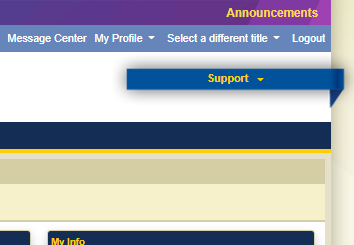 Announcements
Message Center My Profile Select a different title Logout
Support
My Info